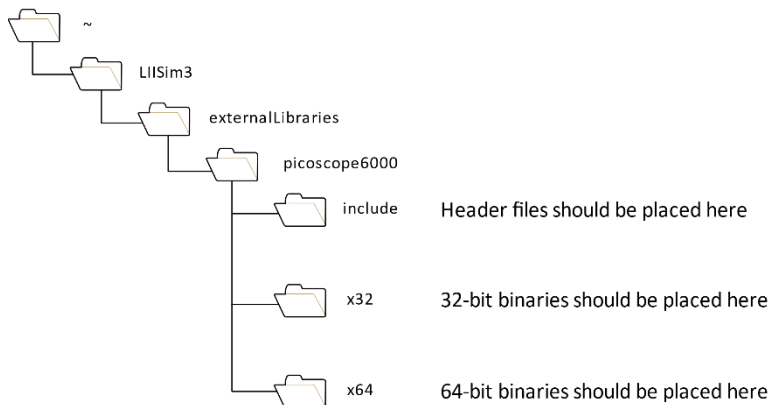 ~
LIISim3
externalLibraries
picoscope6000
include Header files should be placed here
x32 32-bit binaries should be placed here
x64 64-bit binaries should be placed here